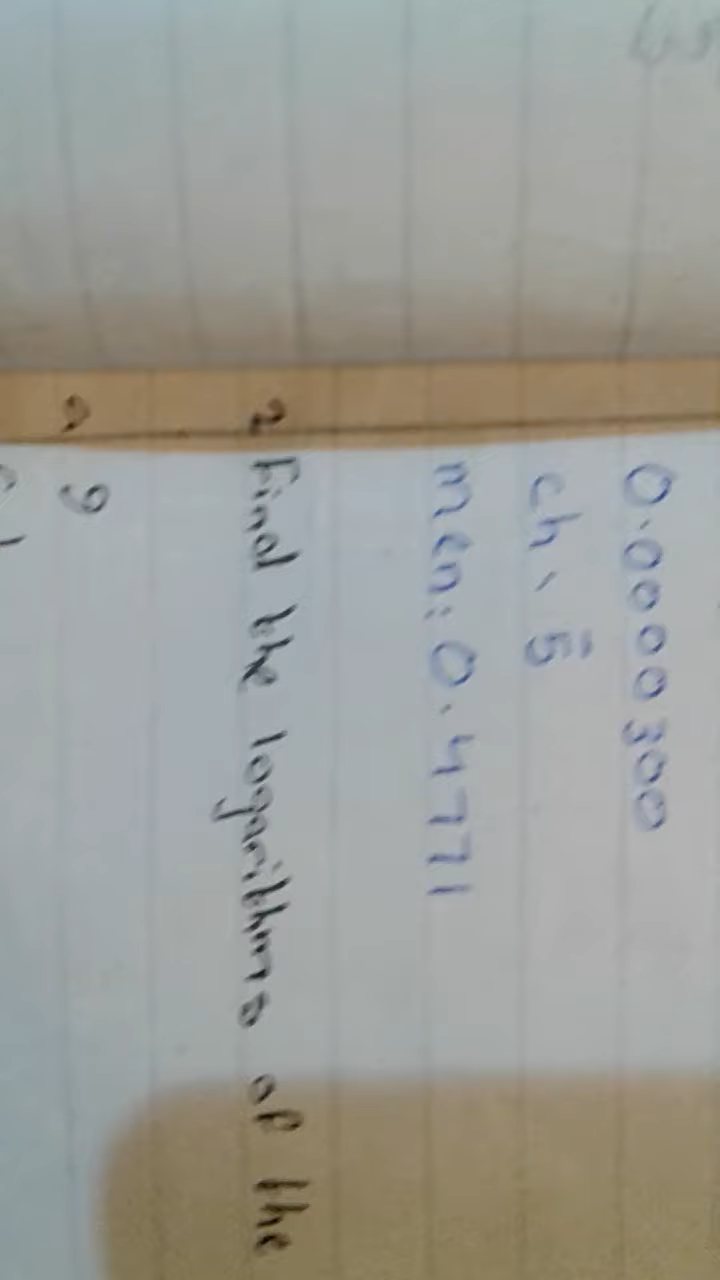 0.0000300
ch. 5̄
men: 0.4771
2 Find the logarithms of the
a 9